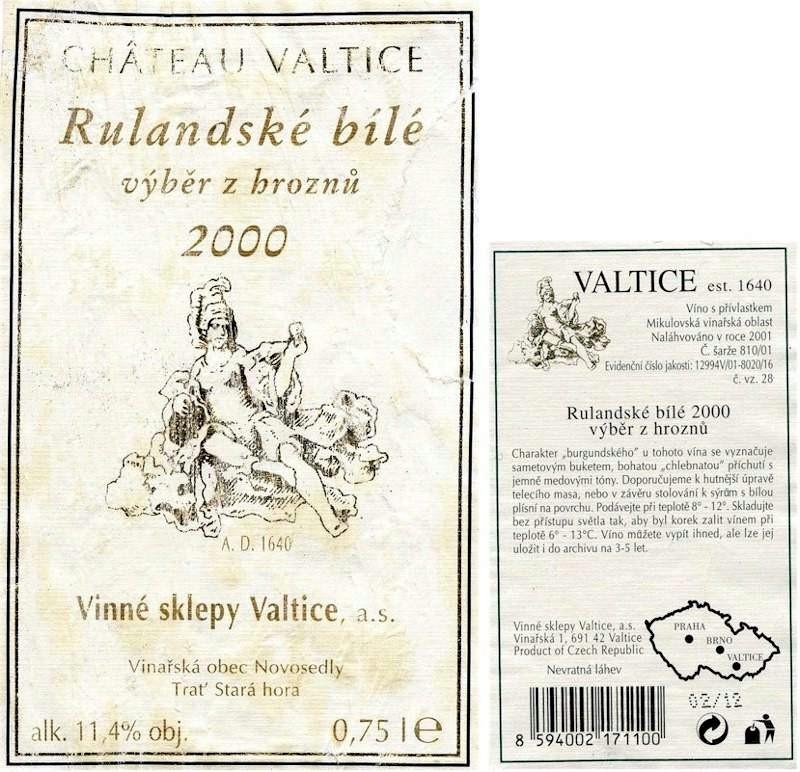 CHÂTEAU VALTICE
Rulandské bílé
výběr z hroznů
2000
A. D. 1640
Vinné sklepy Valtice, a.s.
Vinařská obec Novosedly
Trať Stará hora
alk. 11,4% obj.
0,75 l e
VALTICE est. 1640
Víno s přívlastkem
Mikulovská vinařská oblast
Naláhvováno v roce 2001
Č. šarže 810/01
Evidenční číslo jakosti: 12994V/01-8020/16
č. vz. 28
Rulandské bílé 2000
výběr z hroznů
Charakter „burgundského" u tohoto vína se vyznačuje
sametovým buketem, bohatou „chlebnatou" příchutí s
jemně medovými tóny. Doporučujeme k hutnější úpravě
telecího masa, nebo v závěru stolování k sýrům s bílou
plísní na povrchu. Podávejte při teplotě 8° - 12°. Skladujte
bez přístupu světla tak, aby byl korek zalit vínem při
teplotě 6° - 13°C. Víno můžete vypít ihned, ale lze jej
uložit i do archivu na 3-5 let.
Vinné sklepy Valtice, a.s.
Vinařská 1, 691 42 Valtice
Product of Czech Republic
Nevratná láhev
PRAHA
BRNO
VALTICE
02/12
8 594002 171100